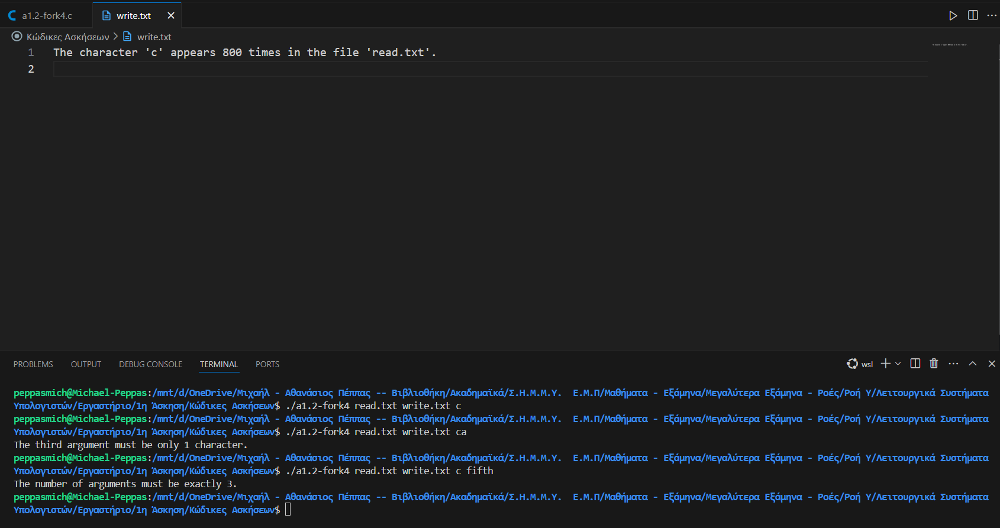 a1.2-fork4.c
write.txt
Κώδικες Ασκήσεων > write.txt
1 The character 'c' appears 800 times in the file 'read.txt'.
2
PROBLEMS OUTPUT DEBUG CONSOLE TERMINAL PORTS
wsl
peppasmich@Michael-Peppas:/mnt/d/OneDrive/Μιχαήλ - Αθανάσιος Πέππας -- Βιβλιοθήκη/Ακαδημαϊκά/Σ.Η.Μ.Μ.Υ.  Ε.Μ.Π/Μαθήματα - Εξάμηνα/Μεγαλύτερα Εξάμηνα - Ροές/Ροή Υ/Λειτουργικά Συστήματα
Υπολογιστών/Εργαστήριο/1η Άσκηση/Κώδικες Ασκήσεων$ ./a1.2-fork4 read.txt write.txt c
peppasmich@Michael-Peppas:/mnt/d/OneDrive/Μιχαήλ - Αθανάσιος Πέππας -- Βιβλιοθήκη/Ακαδημαϊκά/Σ.Η.Μ.Μ.Υ.  Ε.Μ.Π/Μαθήματα - Εξάμηνα/Μεγαλύτερα Εξάμηνα - Ροές/Ροή Υ/Λειτουργικά Συστήματα
Υπολογιστών/Εργαστήριο/1η Άσκηση/Κώδικες Ασκήσεων$ ./a1.2-fork4 read.txt write.txt ca
The third argument must be only 1 character.
peppasmich@Michael-Peppas:/mnt/d/OneDrive/Μιχαήλ - Αθανάσιος Πέππας -- Βιβλιοθήκη/Ακαδημαϊκά/Σ.Η.Μ.Μ.Υ.  Ε.Μ.Π/Μαθήματα - Εξάμηνα/Μεγαλύτερα Εξάμηνα - Ροές/Ροή Υ/Λειτουργικά Συστήματα
Υπολογιστών/Εργαστήριο/1η Άσκηση/Κώδικες Ασκήσεων$ ./a1.2-fork4 read.txt write.txt c fifth
The number of arguments must be exactly 3.
peppasmich@Michael-Peppas:/mnt/d/OneDrive/Μιχαήλ - Αθανάσιος Πέππας -- Βιβλιοθήκη/Ακαδημαϊκά/Σ.Η.Μ.Μ.Υ.  Ε.Μ.Π/Μαθήματα - Εξάμηνα/Μεγαλύτερα Εξάμηνα - Ροές/Ροή Υ/Λειτουργικά Συστήματα
Υπολογιστών/Εργαστήριο/1η Άσκηση/Κώδικες Ασκήσεων$